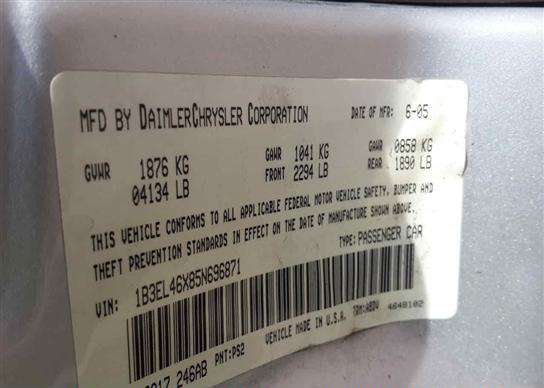 MFD BY DAIMLERCHRYSLER CORPORATION DATE OF MFR: 6-05
GVWR 1876 KG GAWR 1041 KG GAWR 0858 KG
04134 LB FRONT 2294 LB REAR 1890 LB
THIS VEHICLE CONFORMS TO ALL APPLICABLE FEDERAL MOTOR VEHICLE SAFETY, BUMPER AND
THEFT PREVENTION STANDARDS IN EFFECT ON THE DATE OF MANUFACTURE SHOWN ABOVE.
VIN: 1B3EL46X85N696871 TYPE: PASSENGER CAR
VEHICLE MADE IN U.S.A. TRM:ABDV 4648102
246AB PNT:PS2